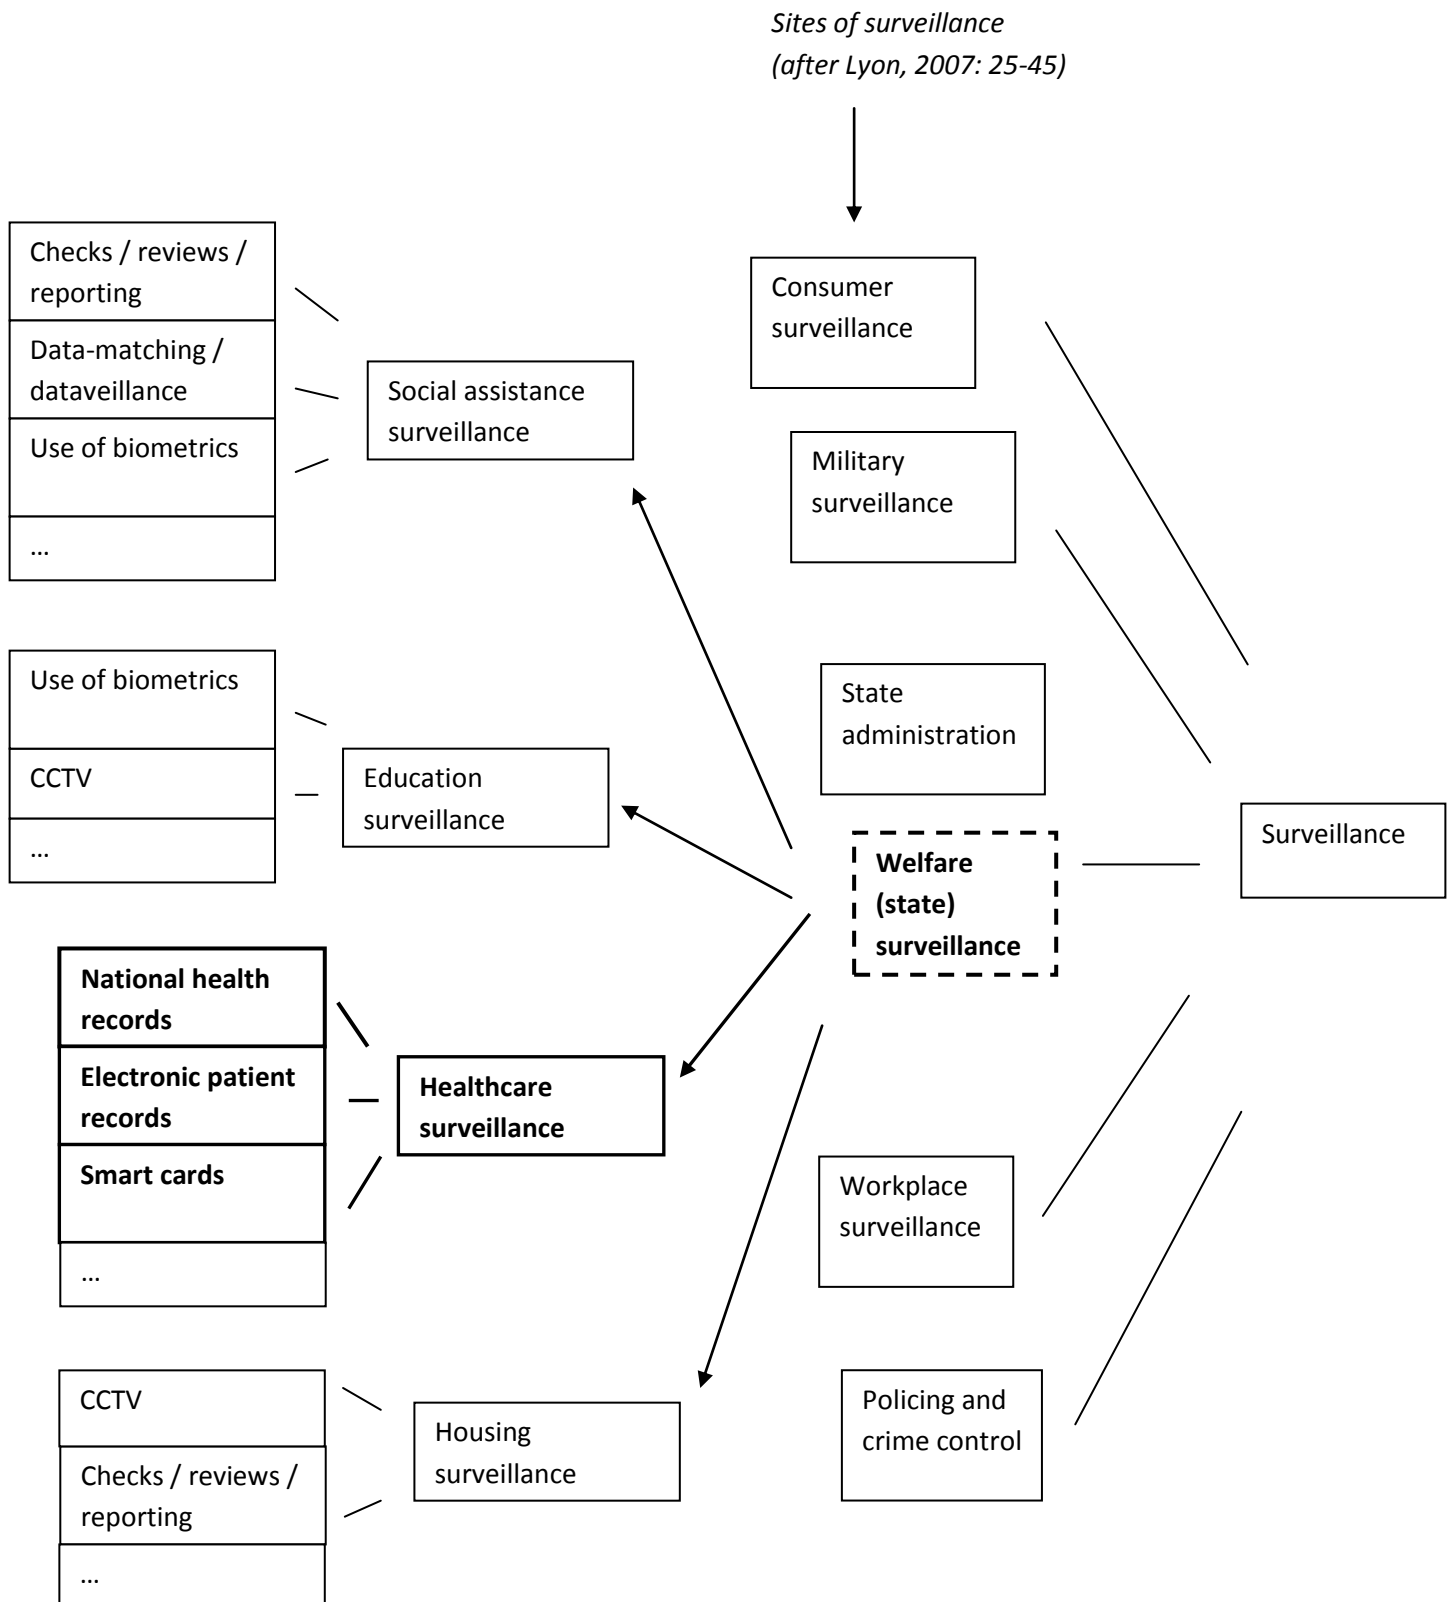 Sites of surveillance
(after Lyon, 2007: 25-45)
Checks / reviews /
reporting
Data-matching /
dataveillance
Use of biometrics
...
Social assistance
surveillance
Use of biometrics
CCTV
...
Education
surveillance
National health
records
Electronic patient
records
Smart cards
...
Healthcare
surveillance
CCTV
Checks / reviews /
reporting
...
Housing
surveillance
Consumer
surveillance
Military
surveillance
State
administration
Welfare
(state)
surveillance
Workplace
surveillance
Policing and
crime control
Surveillance